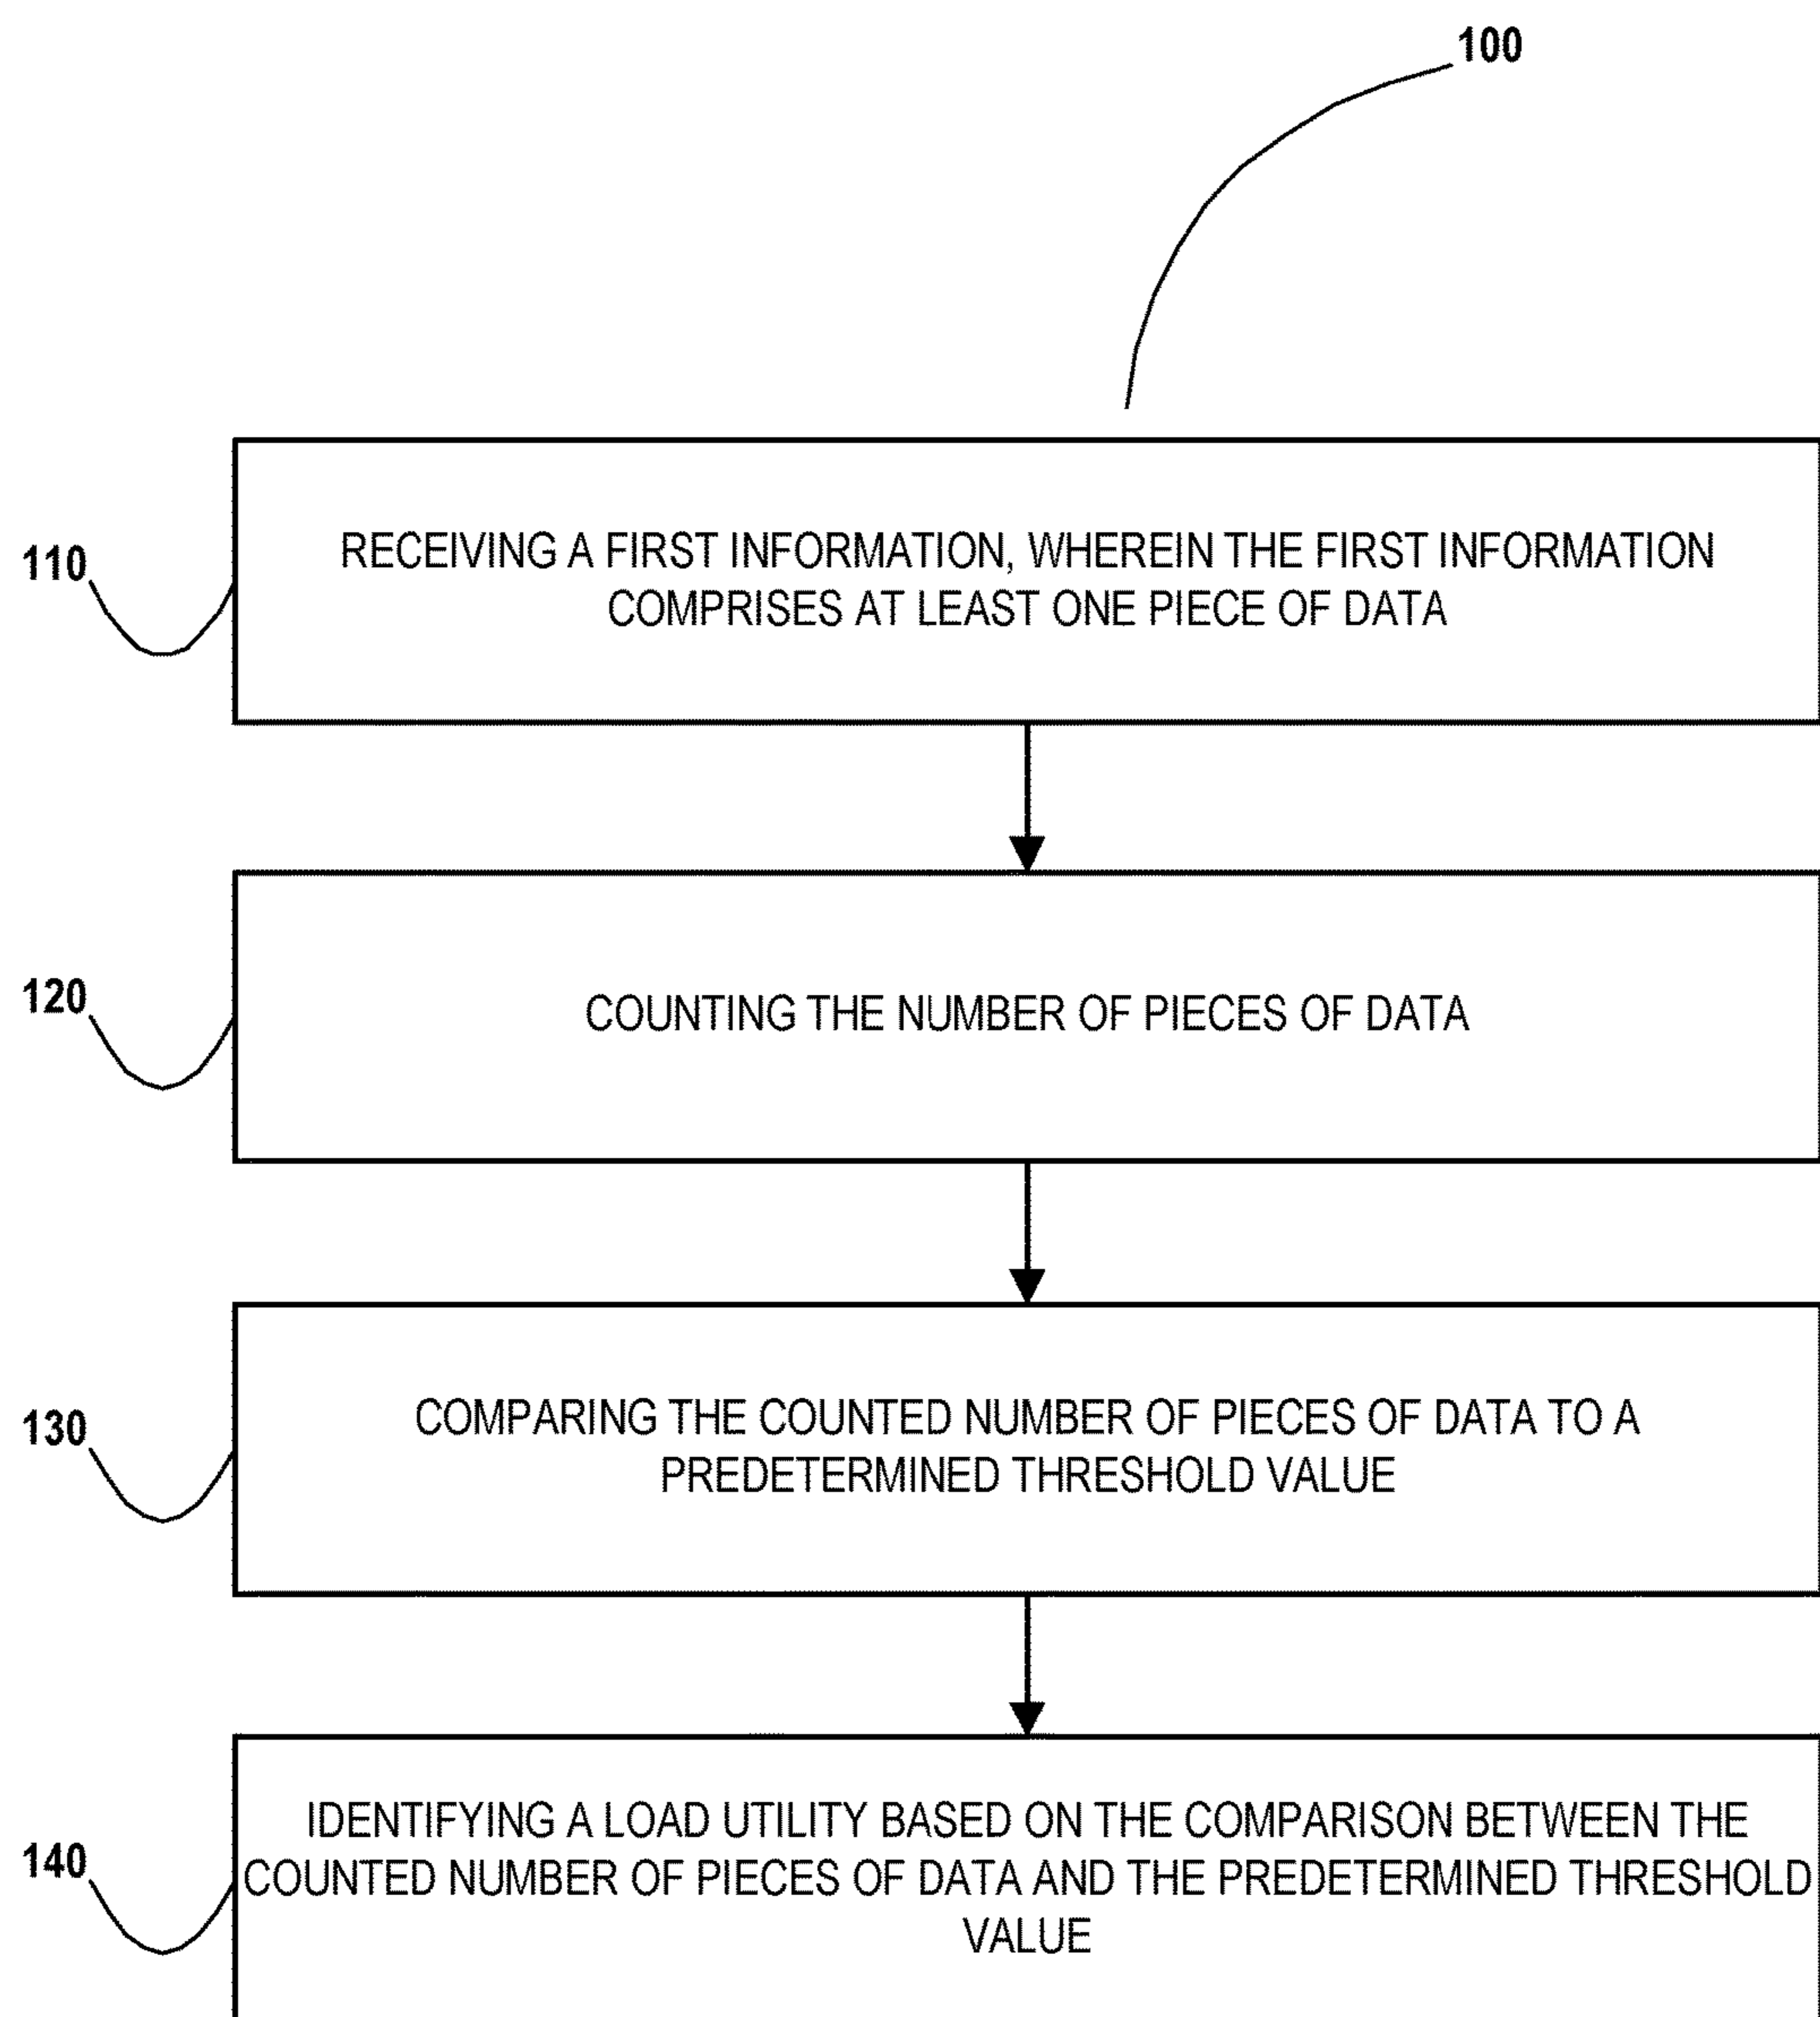 100
110
RECEIVING A FIRST INFORMATION, WHEREIN THE FIRST INFORMATION
COMPRISES AT LEAST ONE PIECE OF DATA
120
COUNTING THE NUMBER OF PIECES OF DATA
130
COMPARING THE COUNTED NUMBER OF PIECES OF DATA TO A
PREDETERMINED THRESHOLD VALUE
140
IDENTIFYING A LOAD UTILITY BASED ON THE COMPARISON BETWEEN THE
COUNTED NUMBER OF PIECES OF DATA AND THE PREDETERMINED THRESHOLD
VALUE